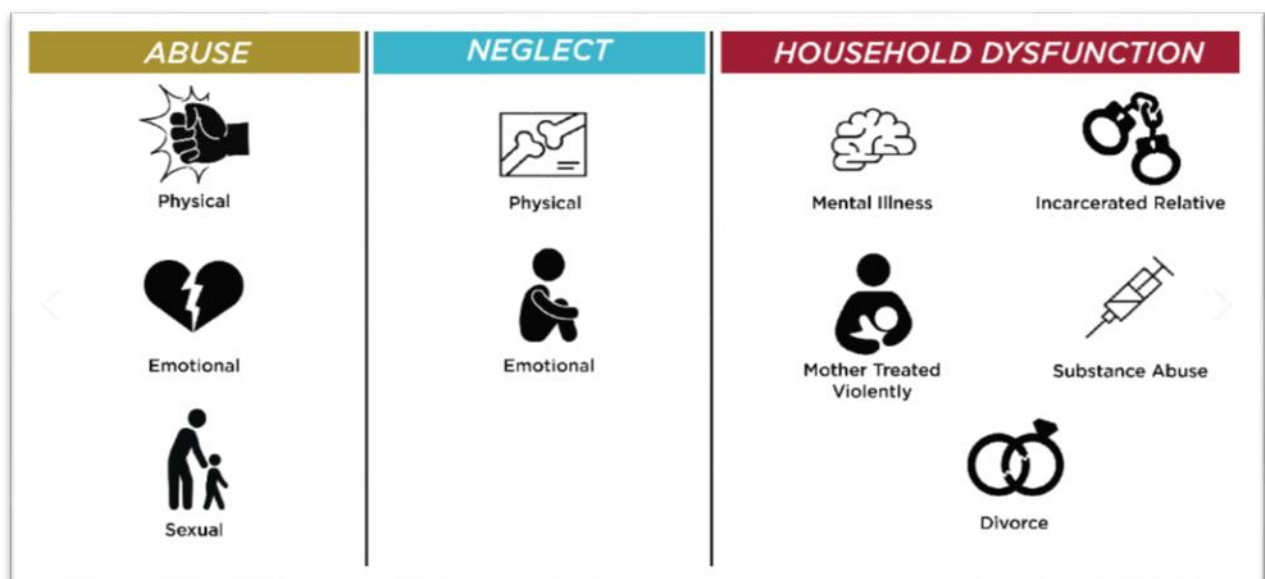 ABUSE
Physical
Emotional
Sexual
NEGLECT
Physical
Emotional
HOUSEHOLD DYSFUNCTION
Mental Illness
Incarcerated Relative
Mother Treated
Violently
Substance Abuse
Divorce